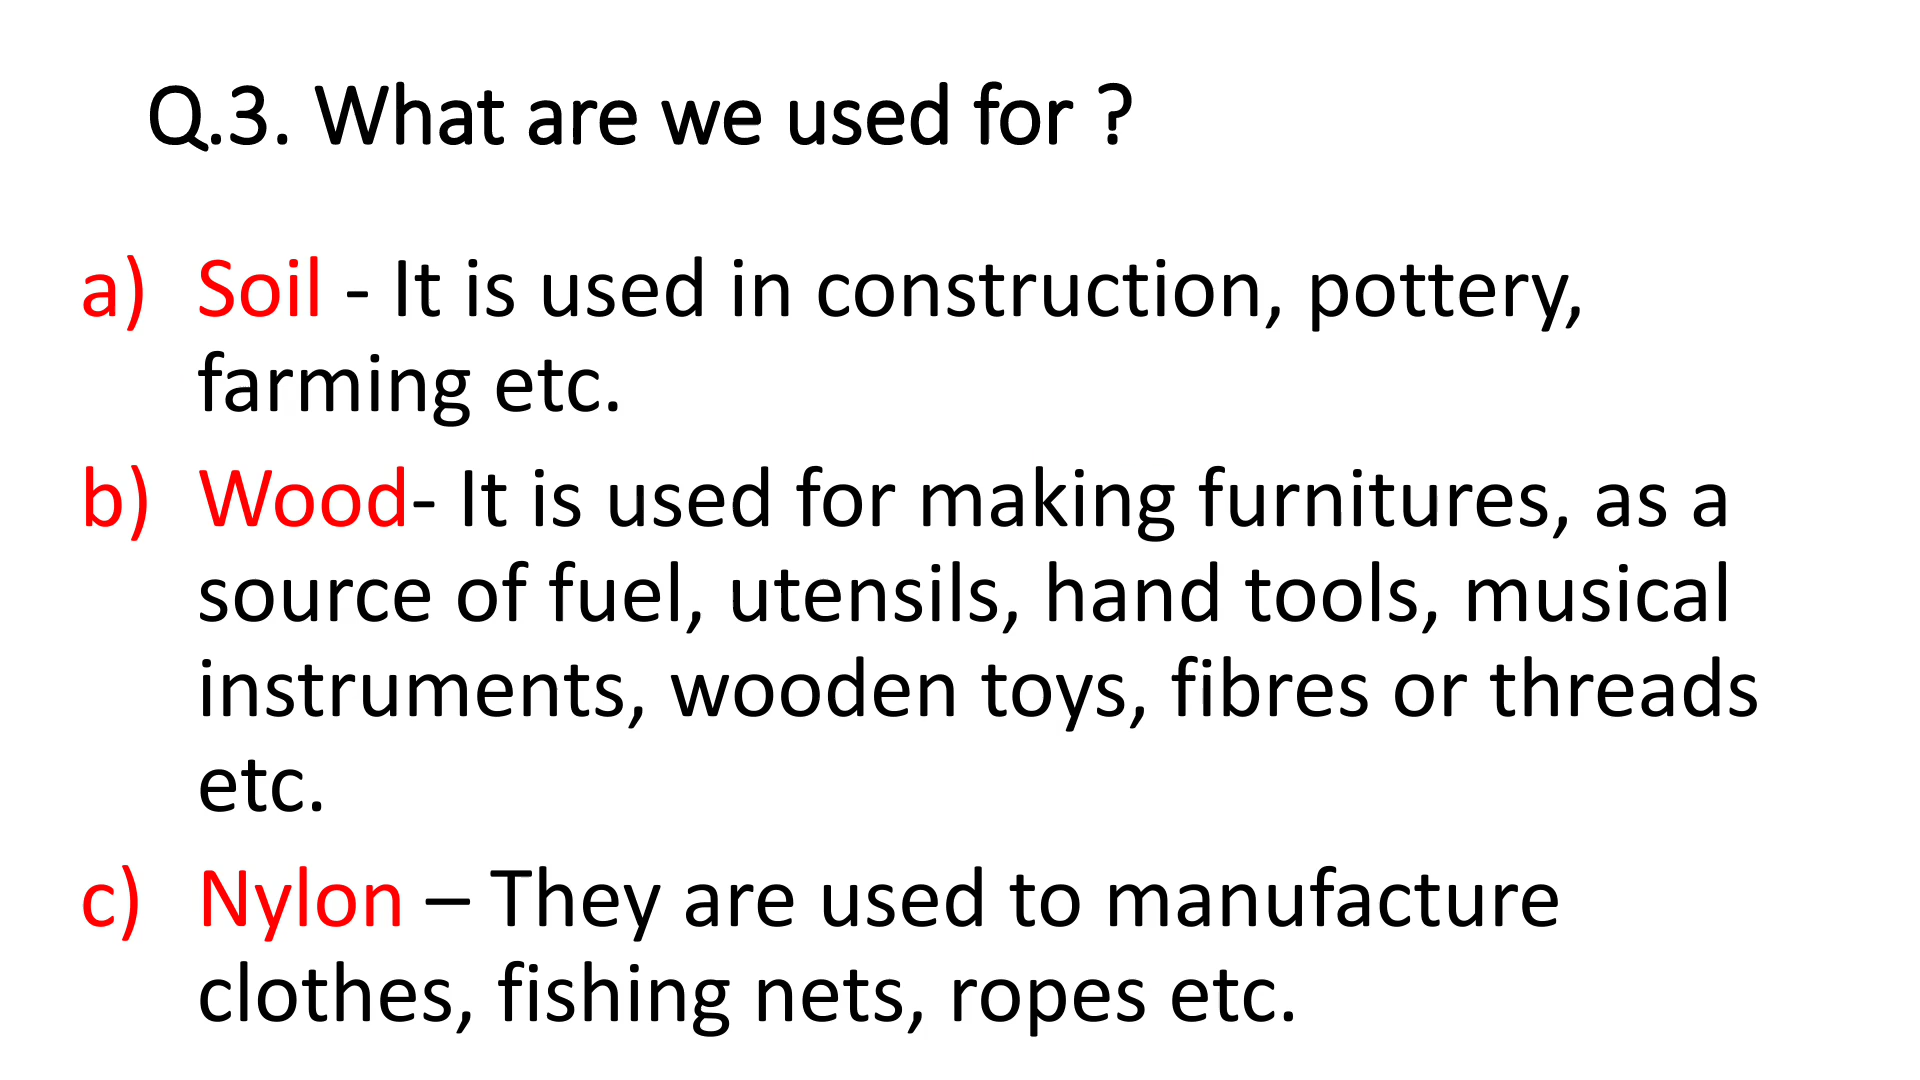 Q.3. What are we used for ?
a) Soil - It is used in construction, pottery,
farming etc.
b) Wood- It is used for making furnitures, as a
source of fuel, utensils, hand tools, musical
instruments, wooden toys, fibres or threads
etc.
c) Nylon – They are used to manufacture
clothes, fishing nets, ropes etc.